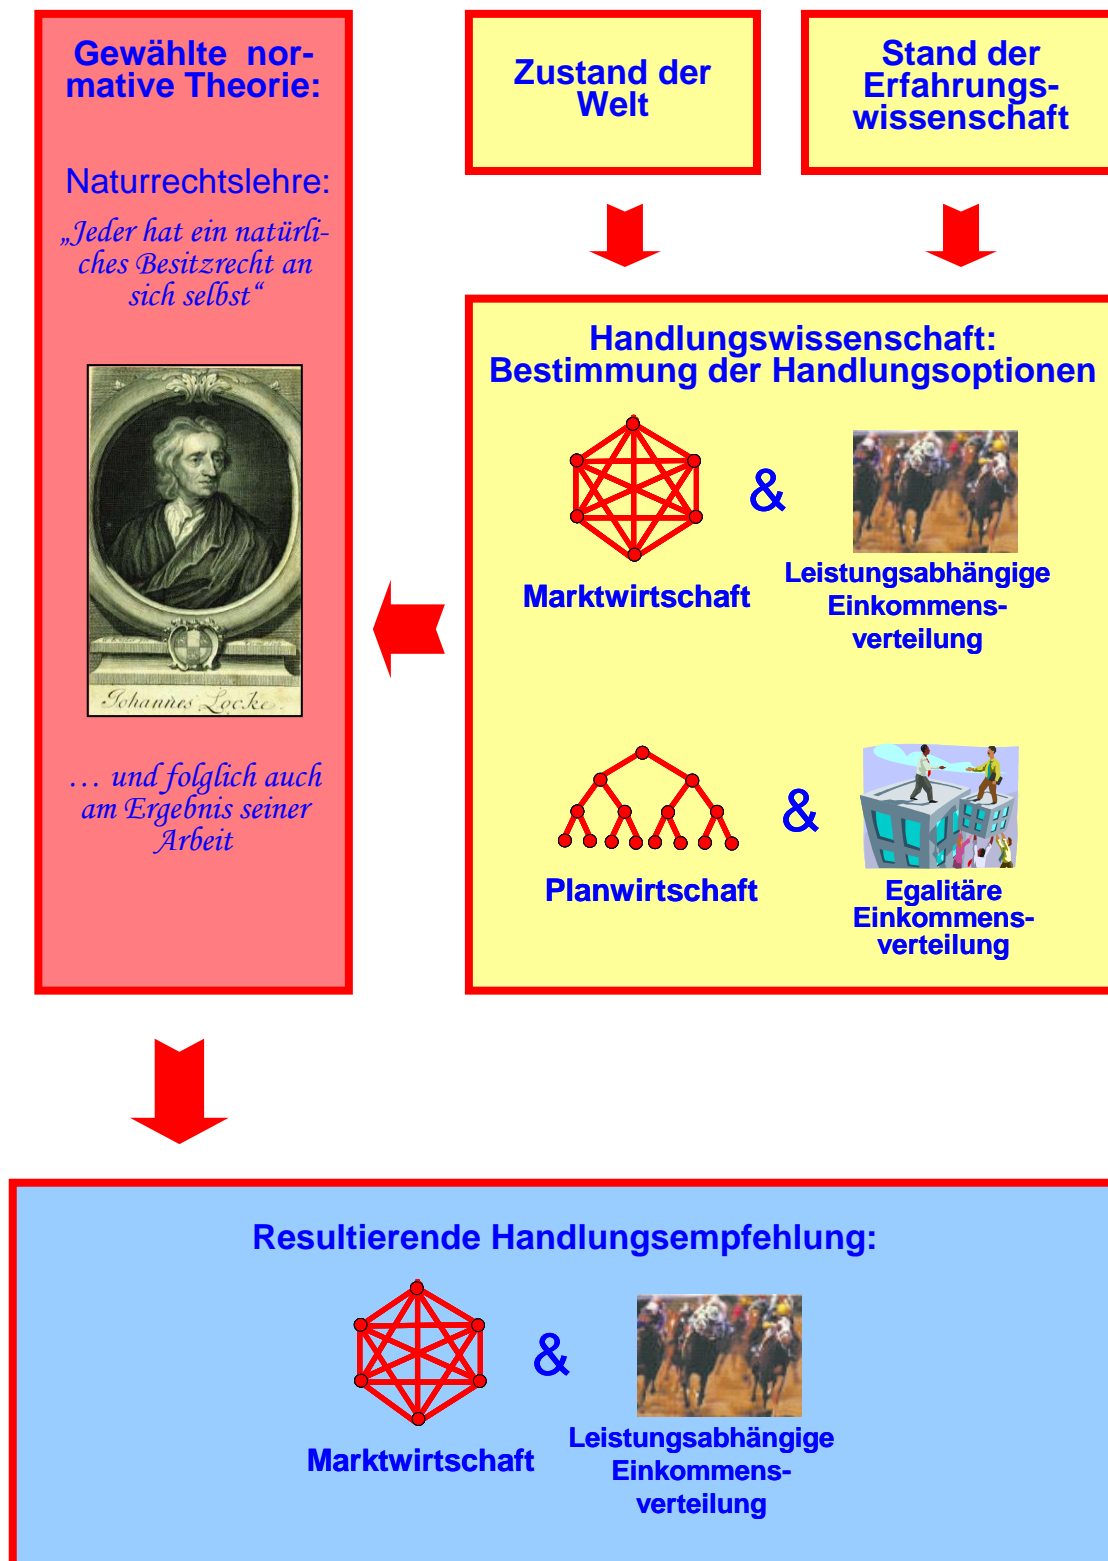 Gewählte nor-
mative Theorie:
Naturrechtslehre:
„Jeder hat ein natürli-
ches Besitzrecht an
sich selbst“
Johannes Locke.
… und folglich auch
am Ergebnis seiner
Arbeit
Zustand der
Welt
Stand der
Erfahrungs-
wissenschaft
Handlungswissenschaft:
Bestimmung der Handlungsoptionen
&
Marktwirtschaft
Leistungsabhängige
Einkommens-
verteilung
&
Planwirtschaft
Egalitäre
Einkommens-
verteilung
Resultierende Handlungsempfehlung:
&
Marktwirtschaft
Leistungsabhängige
Einkommens-
verteilung